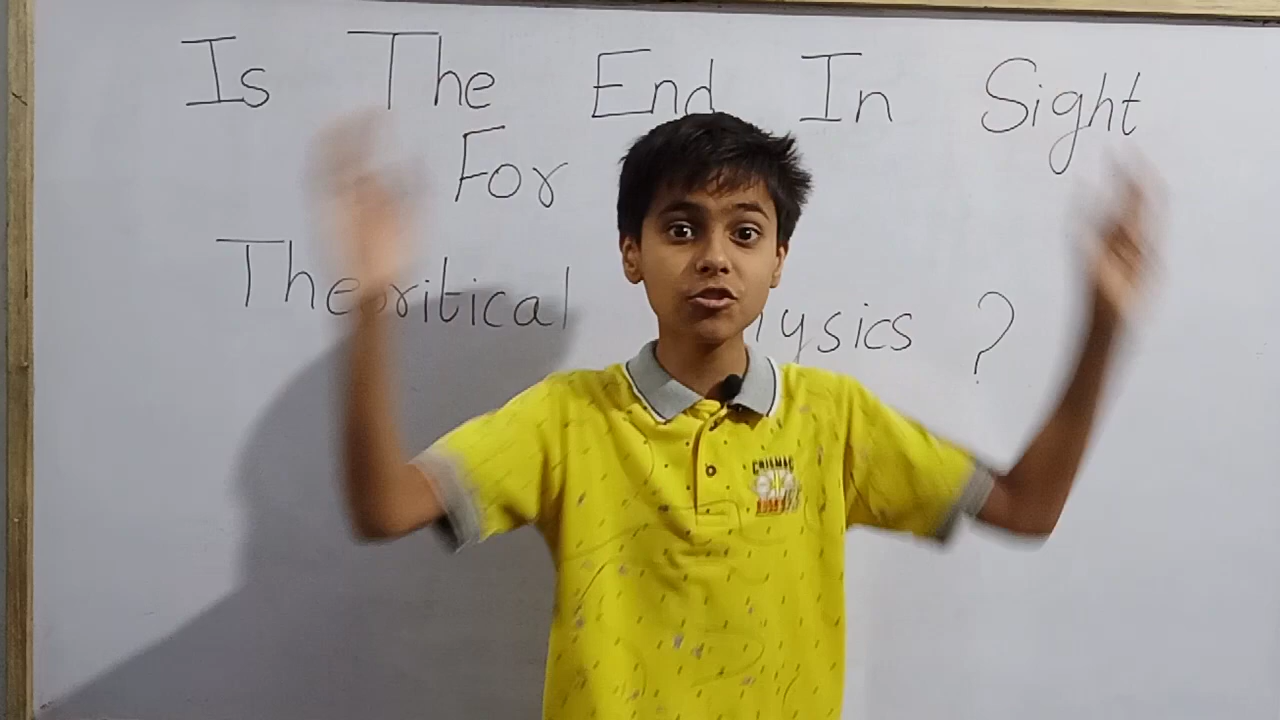 Is The End In Sight
For
Theoritical ysics ?